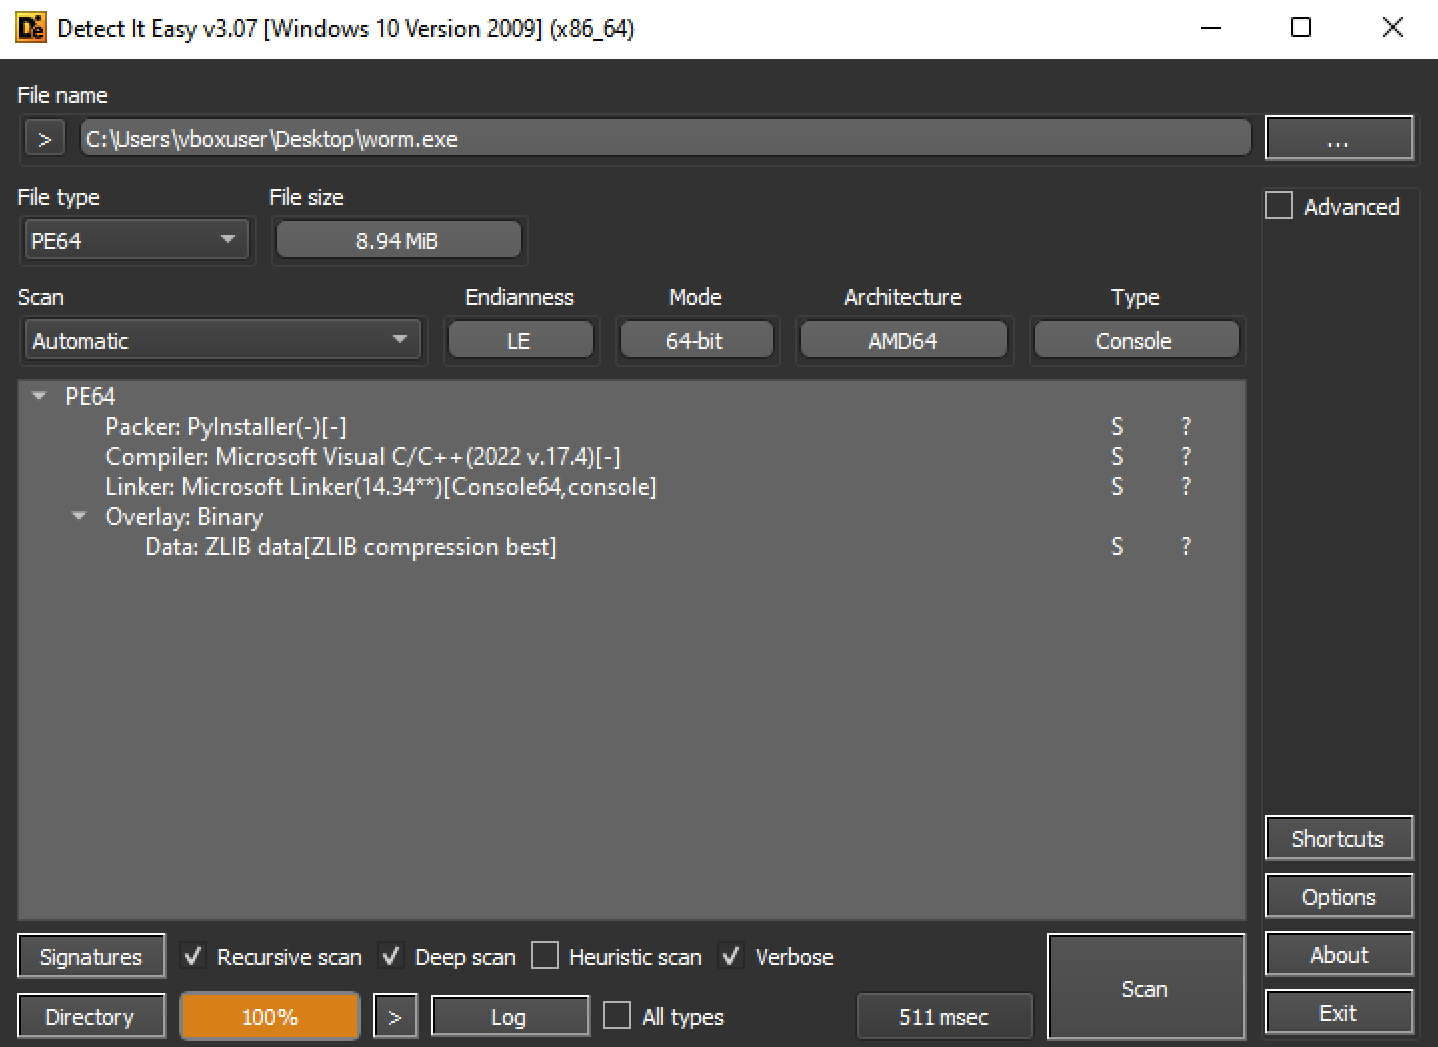 Detect It Easy v3.07 [Windows 10 Version 2009] (x86_64)
File name
> C:\Users\vboxuser\Desktop\worm.exe ...
File type File size
PE64 8.94 MiB
Advanced
Scan Endianness Mode Architecture Type
Automatic LE 64-bit AMD64 Console
PE64
Packer: PyInstaller(-)[-] S ?
Compiler: Microsoft Visual C/C++(2022 v.17.4)[-] S ?
Linker: Microsoft Linker(14.34**)[Console64,console] S ?
Overlay: Binary
Data: ZLIB data[ZLIB compression best] S ?
Shortcuts
Options
Signatures Recursive scan Deep scan Heuristic scan Verbose
About
Scan
Directory 100% > Log All types 511 msec
Exit